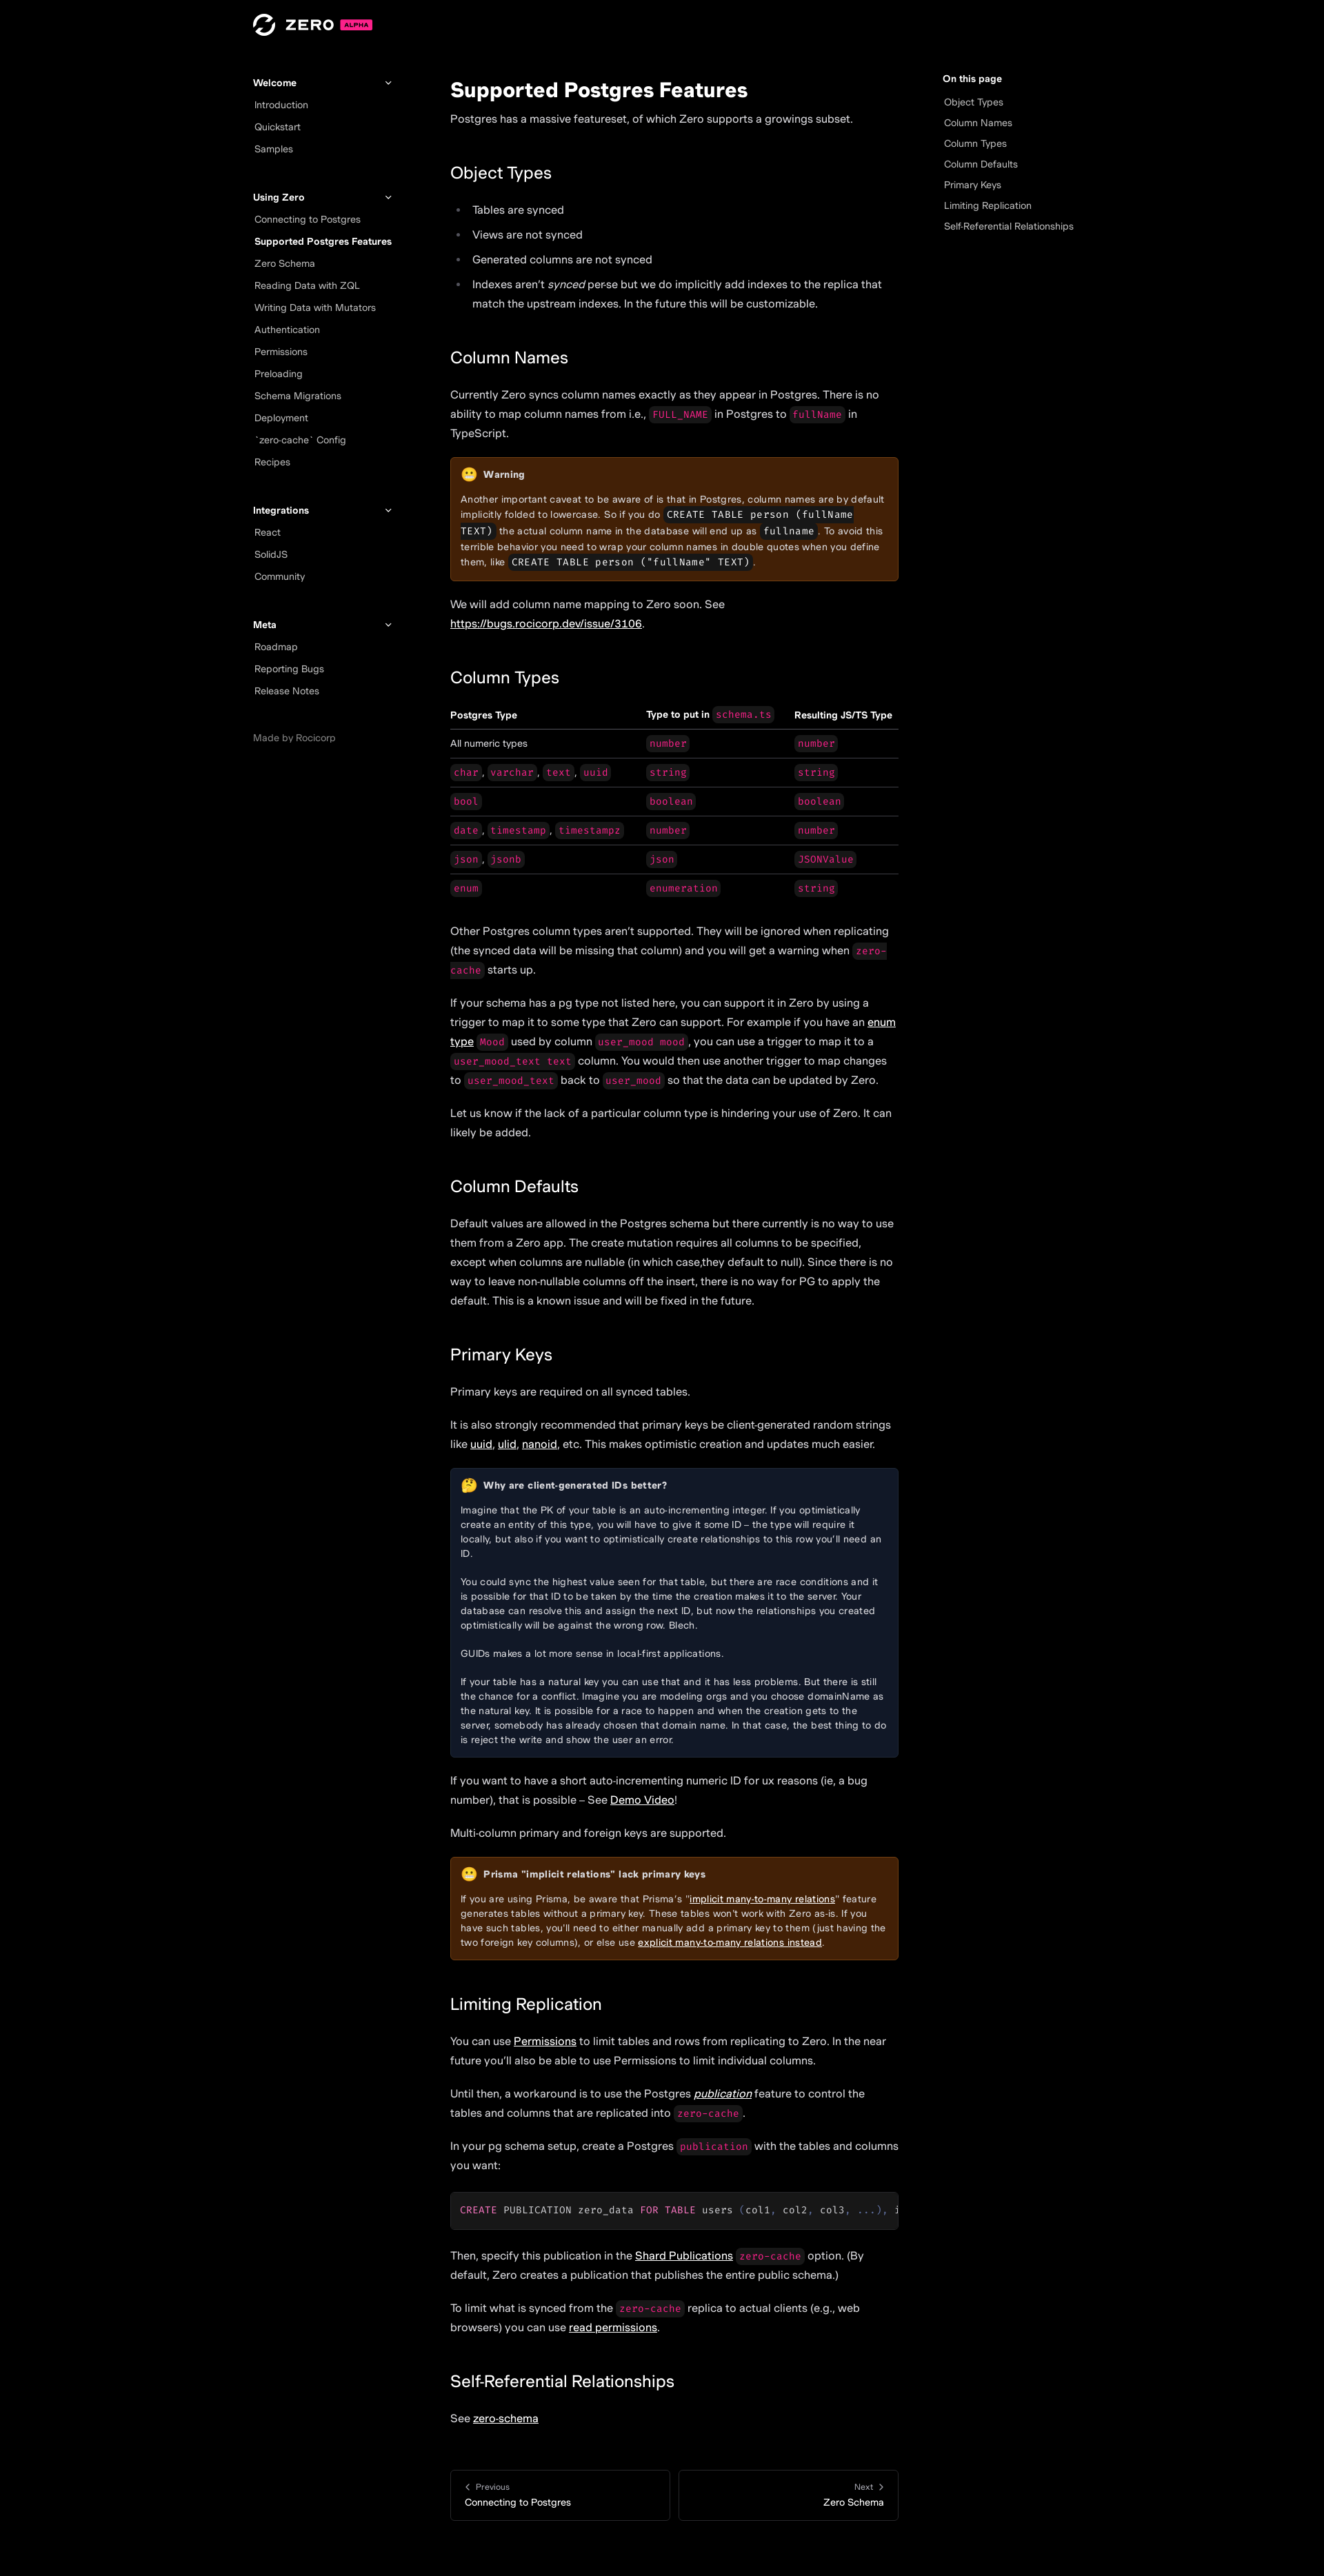 ZERO ALPHA
Welcome
Introduction
Quickstart
Samples
Using Zero
Connecting to Postgres
Supported Postgres Features
Zero Schema
Reading Data with ZQL
Writing Data with Mutators
Authentication
Permissions
Preloading
Schema Migrations
Deployment
`zero-cache` Config
Recipes
Integrations
React
SolidJS
Community
Meta
Roadmap
Reporting Bugs
Release Notes
Made by Rocicorp
Supported Postgres Features
Postgres has a massive featureset, of which Zero supports a growings subset.
Object Types
Tables are synced
Views are not synced
Generated columns are not synced
Indexes aren't synced per-se but we do implicitly add indexes to the replica that
match the upstream indexes. In the future this will be customizable.
Column Names
Currently Zero syncs column names exactly as they appear in Postgres. There is no
ability to map column names from i.e., FULL_NAME in Postgres to fullName in
TypeScript.
😬 Warning
Another important caveat to be aware of is that in Postgres, column names are by default
implicitly folded to lowercase. So if you do CREATE TABLE person (fullName
TEXT) the actual column name in the database will end up as fullname. To avoid this
terrible behavior you need to wrap your column names in double quotes when you define
them, like CREATE TABLE person ("fullName" TEXT).
We will add column name mapping to Zero soon. See
https://bugs.rocicorp.dev/issue/3106.
Column Types
Postgres Type Type to put in schema.ts Resulting JS/TS Type
All numeric types number number
char, varchar, text, uuid string string
bool boolean boolean
date, timestamp, timestampz number number
json, jsonb json JSONValue
enum enumeration string
Other Postgres column types aren't supported. They will be ignored when replicating
(the synced data will be missing that column) and you will get a warning when zero-
cache starts up.
If your schema has a pg type not listed here, you can support it in Zero by using a
trigger to map it to some type that Zero can support. For example if you have an enum
type Mood used by column user_mood mood, you can use a trigger to map it to a
user_mood_text text column. You would then use another trigger to map changes
to user_mood_text back to user_mood so that the data can be updated by Zero.
Let us know if the lack of a particular column type is hindering your use of Zero. It can
likely be added.
Column Defaults
Default values are allowed in the Postgres schema but there currently is no way to use
them from a Zero app. The create mutation requires all columns to be specified,
except when columns are nullable (in which case,they default to null). Since there is no
way to leave non-nullable columns off the insert, there is no way for PG to apply the
default. This is a known issue and will be fixed in the future.
Primary Keys
Primary keys are required on all synced tables.
It is also strongly recommended that primary keys be client-generated random strings
like uuid, ulid, nanoid, etc. This makes optimistic creation and updates much easier.
🤔 Why are client-generated IDs better?
Imagine that the PK of your table is an auto-incrementing integer. If you optimistically
create an entity of this type, you will have to give it some ID – the type will require it
locally, but also if you want to optimistically create relationships to this row you'll need an
ID.
You could sync the highest value seen for that table, but there are race conditions and it
is possible for that ID to be taken by the time the creation makes it to the server. Your
database can resolve this and assign the next ID, but now the relationships you created
optimistically will be against the wrong row. Blech.
GUIDs makes a lot more sense in local-first applications.
If your table has a natural key you can use that and it has less problems. But there is still
the chance for a conflict. Imagine you are modeling orgs and you choose domainName as
the natural key. It is possible for a race to happen and when the creation gets to the
server, somebody has already chosen that domain name. In that case, the best thing to do
is reject the write and show the user an error.
If you want to have a short auto-incrementing numeric ID for ux reasons (ie, a bug
number), that is possible – See Demo Video!
Multi-column primary and foreign keys are supported.
😬 Prisma "implicit relations" lack primary keys
If you are using Prisma, be aware that Prisma's "implicit many-to-many relations" feature
generates tables without a primary key. These tables won't work with Zero as-is. If you
have such tables, you'll need to either manually add a primary key to them (just having the
two foreign key columns), or else use explicit many-to-many relations instead.
Limiting Replication
You can use Permissions to limit tables and rows from replicating to Zero. In the near
future you'll also be able to use Permissions to limit individual columns.
Until then, a workaround is to use the Postgres publication feature to control the
tables and columns that are replicated into zero-cache.
In your pg schema setup, create a Postgres publication with the tables and columns
you want:
CREATE PUBLICATION zero_data FOR TABLE users (col1, col2, col3, ...), i
Then, specify this publication in the Shard Publications zero-cache option. (By
default, Zero creates a publication that publishes the entire public schema.)
To limit what is synced from the zero-cache replica to actual clients (e.g., web
browsers) you can use read permissions.
Self-Referential Relationships
See zero-schema
Previous
Connecting to Postgres
Next
Zero Schema
On this page
Object Types
Column Names
Column Types
Column Defaults
Primary Keys
Limiting Replication
Self-Referential Relationships